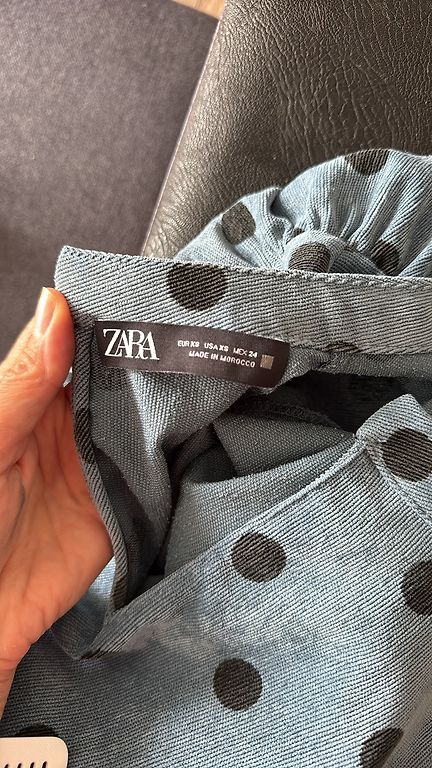 ZARA
EUR XS USA XS MEX 24
MADE IN MOROCCO